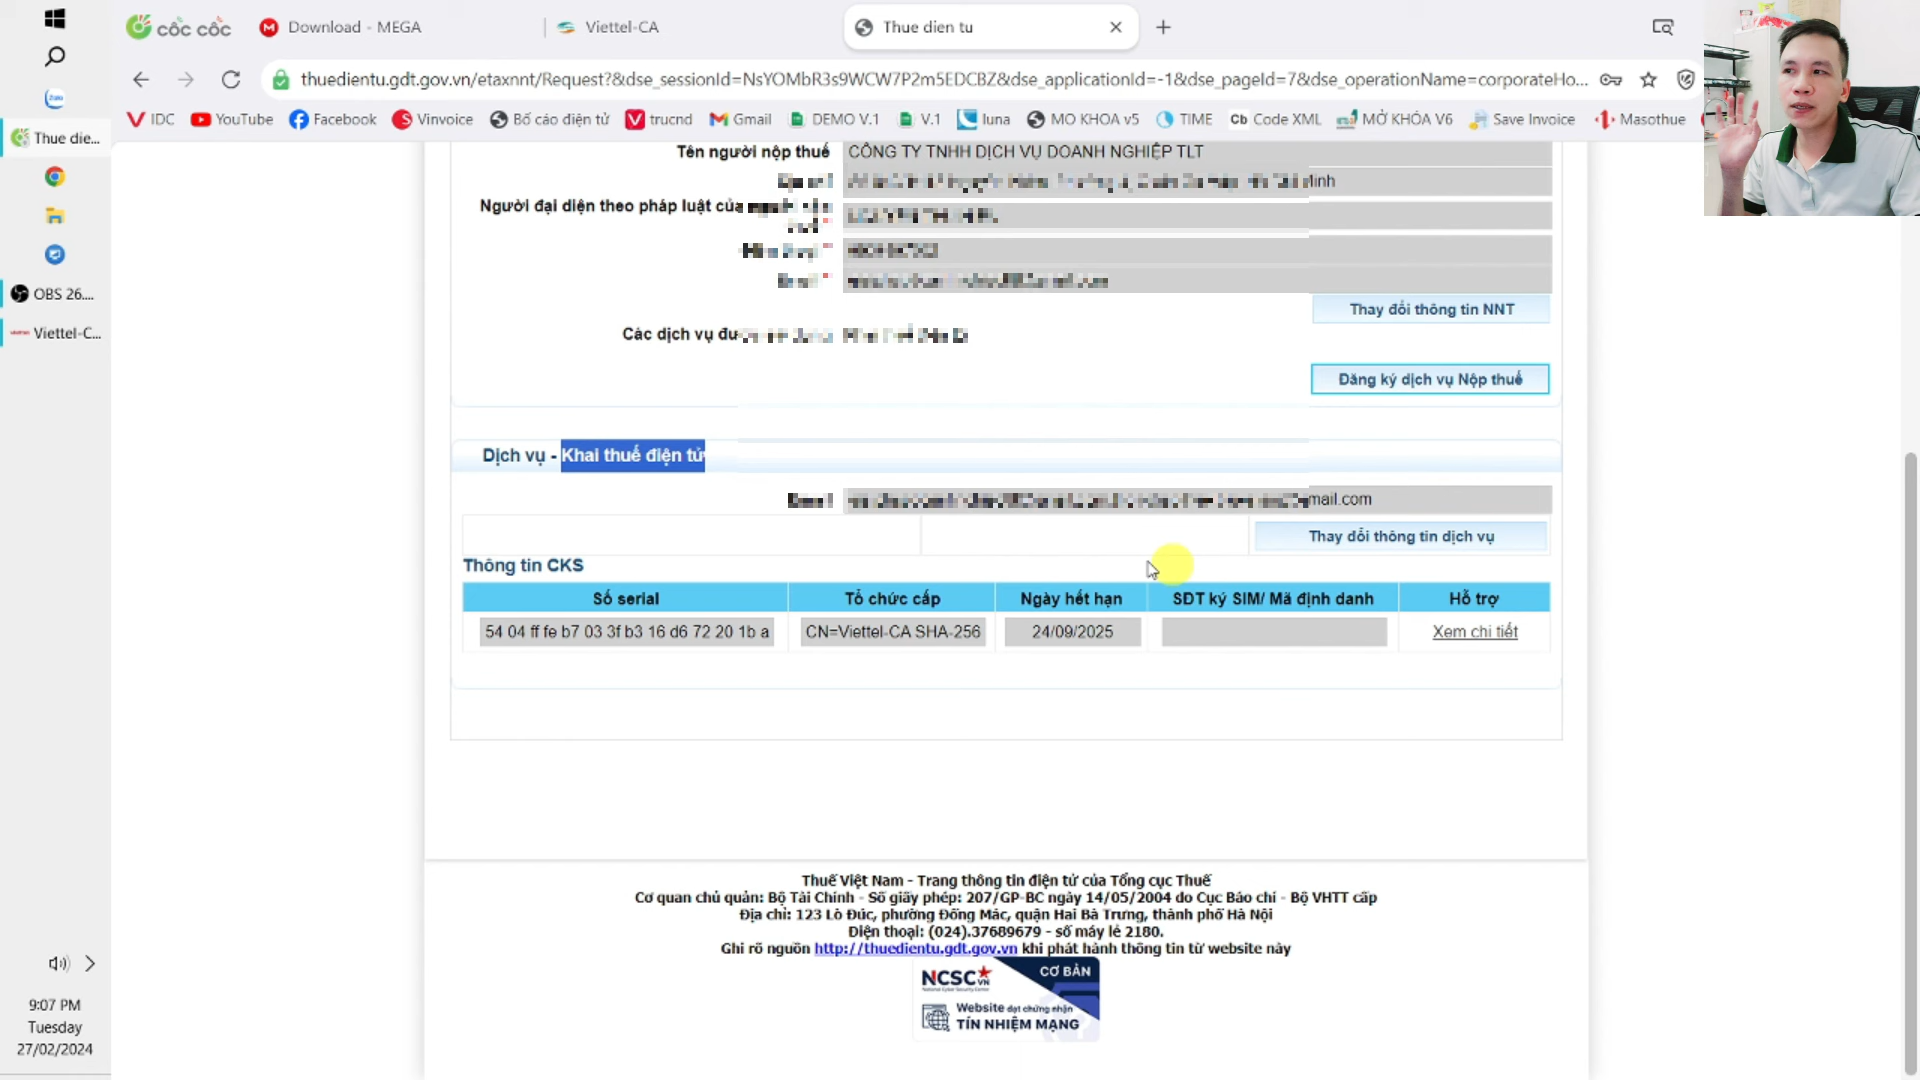 cốc cốc
Download - MEGA
Viettel-CA
Thue dien tu
thuedientu.gdt.gov.vn/etaxnnt/Request?&dse_sessionId=NsYOMbR3s9WCW7P2m5EDCBZ&dse_applicationId=-1&dse_pageId=7&dse_operationName=corporateHo...
IDC YouTube Facebook Vinvoice Bố cáo điện tử trucnd Gmail DEMO V.1 V.1 luna MO KHOA v5 TIME Cb Code XML MỞ KHÓA V6 Save Invoice Masothue
Zalo
Thue die...
OBS 26....
Viettel-C...
Tên người nộp thuế CÔNG TY TNHH DỊCH VỤ DOANH NGHIỆP TLT
Minh
Người đại diện theo pháp luật của
Thay đổi thông tin NNT
Các dịch vụ
Đăng ký dịch vụ Nộp thuế
Dịch vụ - Khai thuế điện tử
mail.com
Thay đổi thông tin dịch vụ
Thông tin CKS
Số serial Tổ chức cấp Ngày hết hạn SĐT ký SIM/ Mã định danh Hỗ trợ
54 04 ff fe b7 03 3f b3 16 d6 72 20 1b a CN=Viettel-CA SHA-256 24/09/2025 Xem chi tiết
Thuế Việt Nam - Trang thông tin điện tử của Tổng cục Thuế
Cơ quan chủ quản: Bộ Tài Chính - Số giấy phép: 207/GP-BC ngày 14/05/2004 do Cục Báo chí - Bộ VHTT cấp
Địa chỉ: 123 Lò Đúc, phường Đống Mác, quận Hai Bà Trưng, thành phố Hà Nội
Điện thoại: (024).37689679 - số máy lẻ 2180.
Ghi rõ nguồn http://thuedientu.gdt.gov.vn khi phát hành thông tin từ website này
NCSC VN CƠ BẢN
National Cyber Security Center
Website đạt chứng nhận
TÍN NHIỆM MẠNG
9:07 PM
Tuesday
27/02/2024